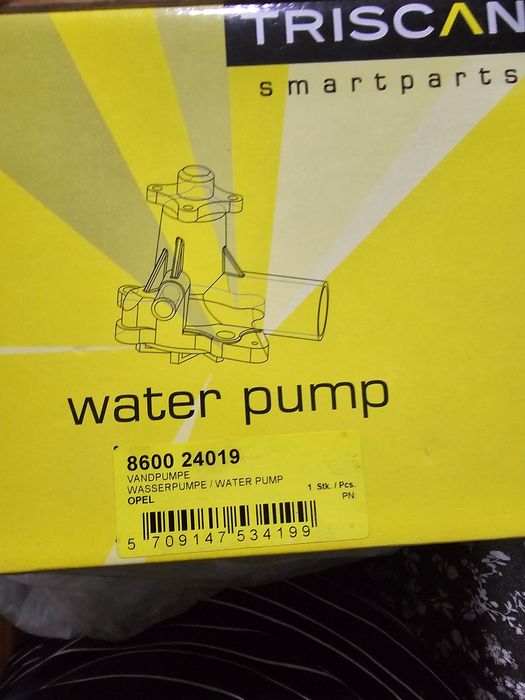 TRISCAN
smartparts
water pump
8600 24019
VANDPUMPE
WASSERPUMPE / WATER PUMP
OPEL
1 Stk. / Pcs.
PN:
5 709147 534199